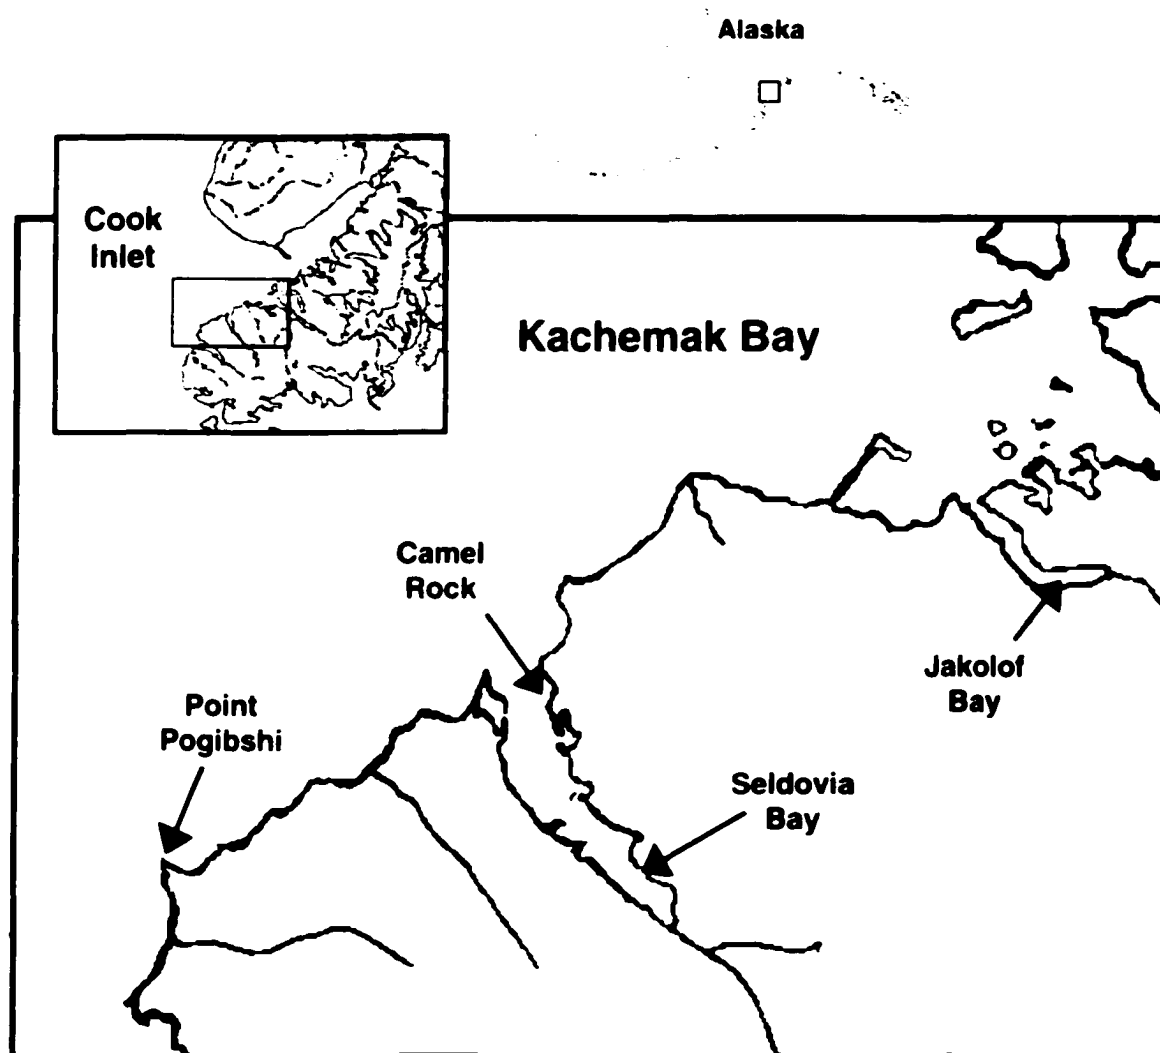 Alaska
Cook
Inlet
Kachemak Bay
Camel
Rock
Jakolof
Bay
Point
Pogibshi
Seldovia
Bay